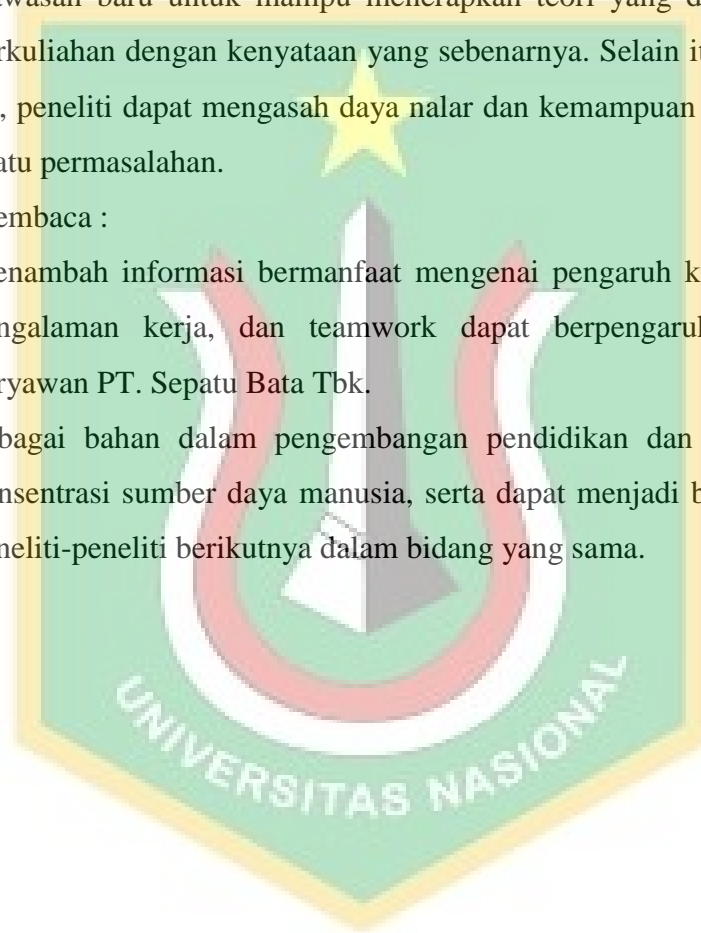 wawasan baru untuk mampu menerapkan teori yang d
rkuliahan dengan kenyataan yang sebenarnya. Selain it
, peneliti dapat mengasah daya nalar dan kemampuan
atu permasalahan.
embaca :
enambah informasi bermanfaat mengenai pengaruh k
ngalaman kerja, dan teamwork dapat berpengaruh
ryawan PT. Sepatu Bata Tbk.
bagai bahan dalam pengembangan pendidikan dan
nsentrasi sumber daya manusia, serta dapat menjadi b
neliti-peneliti berikutnya dalam bidang yang sama.
UNIVERSITAS NASIONAL